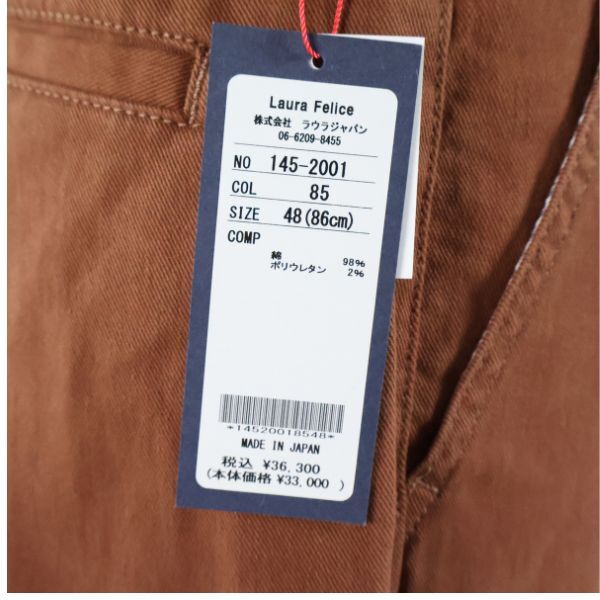 Laura Felice
株式会社 ラウラジャパン
06-6209-8455
NO 145-2001
COL 85
SIZE 48(86cm)
COMP
綿 98%
ポリウレタン 2%
*14520018548*
MADE IN JAPAN
税込 ¥36,300
(本体価格 ¥33,000 )